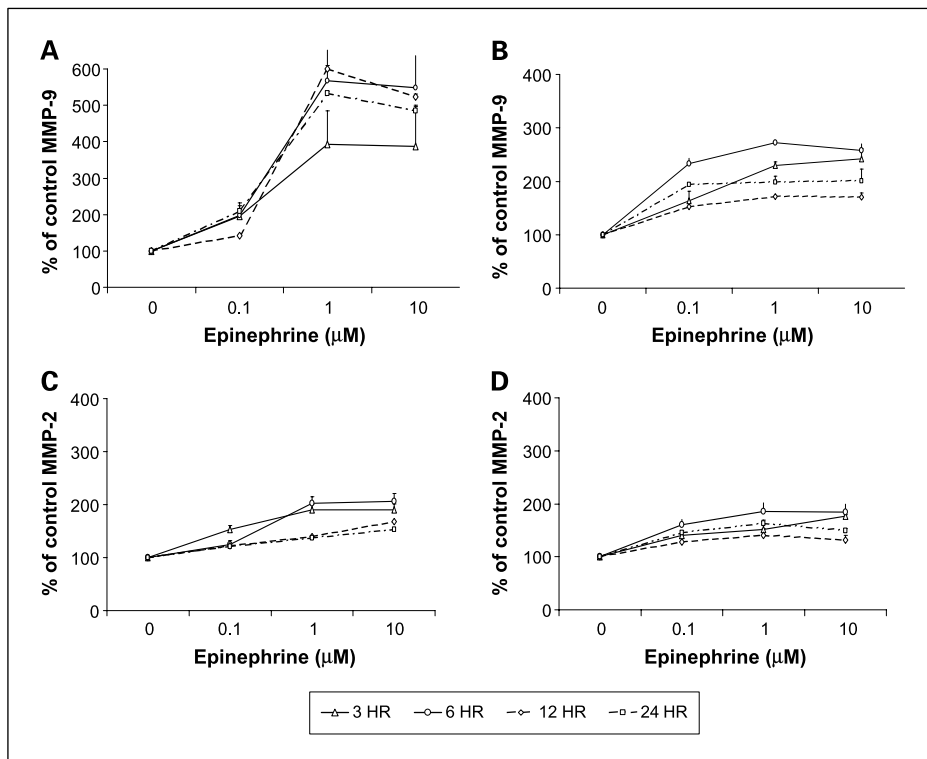 A
% of control MMP-9
600
500
400
300
200
100
0
0 0.1 1 10
Epinephrine (μM)
B
% of control MMP-9
400
300
200
100
0
0 0.1 1 10
Epinephrine (μM)
C
% of control MMP-2
400
300
200
100
0
0 0.1 1 10
Epinephrine (μM)
D
% of control MMP-2
400
300
200
100
0
0 0.1 1 10
Epinephrine (μM)
3 HR 6 HR 12 HR 24 HR